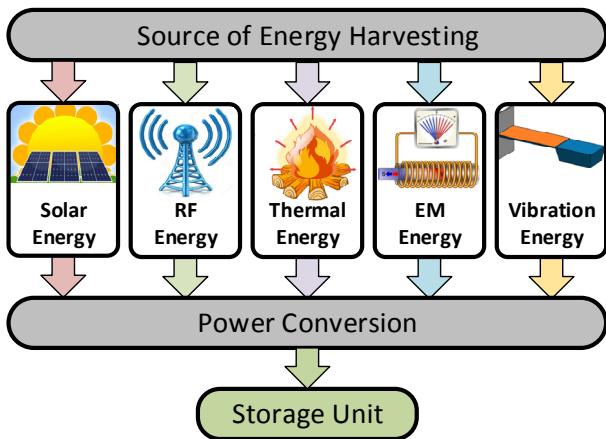 Source of Energy Harvesting
Solar
Energy
RF
Energy
Thermal
Energy
EM
Energy
Vibration
Energy
Power Conversion
Storage Unit